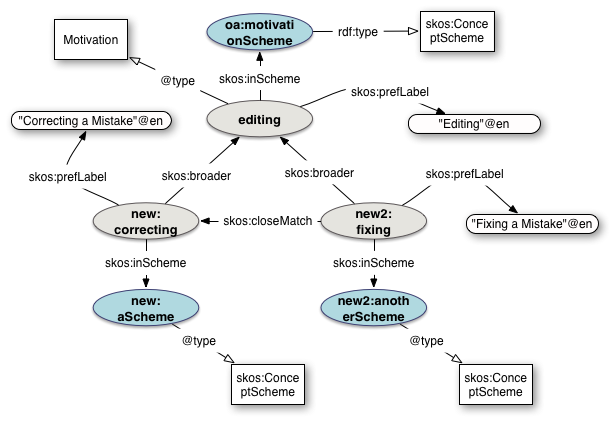 oa:motivati
onScheme
rdf:type
skos:Conce
ptScheme
Motivation
@type
skos:inScheme
skos:prefLabel
"Correcting a Mistake"@en
editing
"Editing"@en
skos:prefLabel
skos:broader
skos:broader
skos:prefLabel
new:
correcting
skos:closeMatch
new2:
fixing
"Fixing a Mistake"@en
skos:inScheme
skos:inScheme
new:
aScheme
new2:anoth
erScheme
@type
@type
skos:Conce
ptScheme
skos:Conce
ptScheme